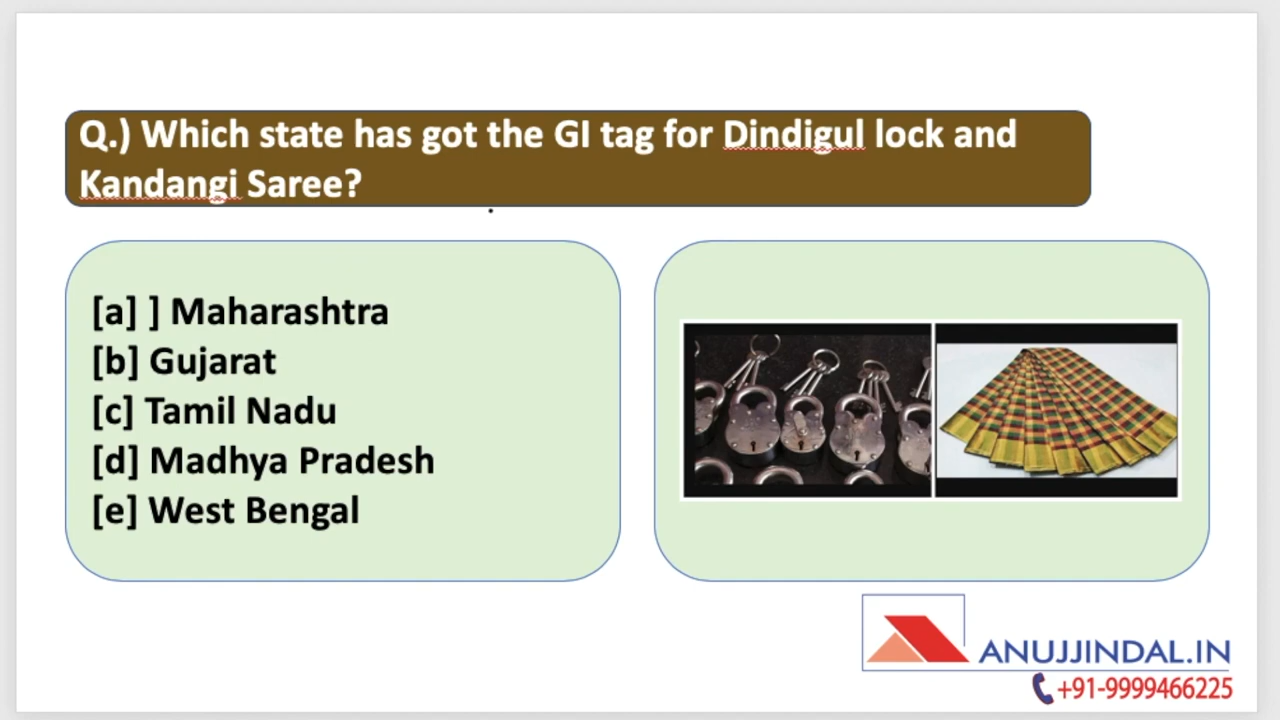 Q.) Which state has got the GI tag for Dindigul lock and
Kandangi Saree?
[a] ] Maharashtra
[b] Gujarat
[c] Tamil Nadu
[d] Madhya Pradesh
[e] West Bengal
ANUJJINDAL.IN
+91-9999466225